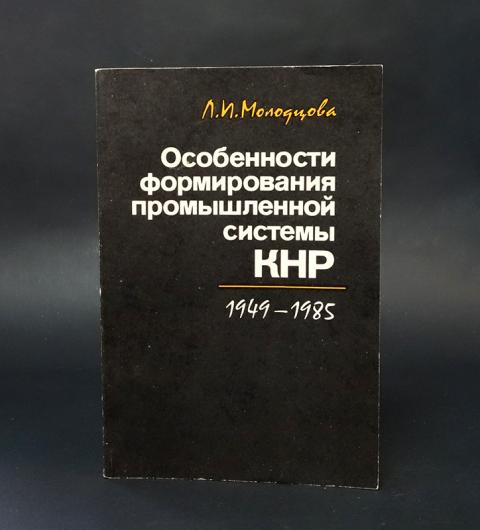 Л.И.Молодцова
Особенности
формирования
промышленной
системы
КНР
1949–1985